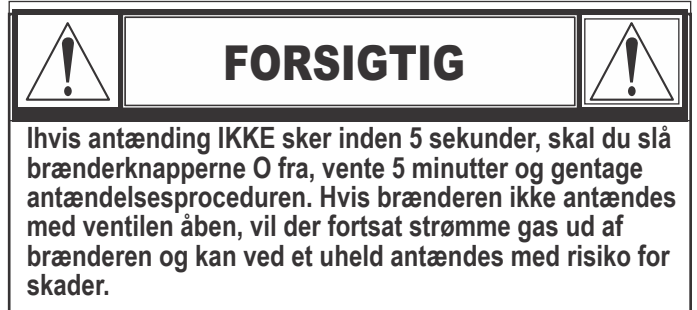 FORSIGTIG
Ihvis antænding IKKE sker inden 5 sekunder, skal du slå
brænderknapperne O fra, vente 5 minutter og gentage
antændelsesproceduren. Hvis brænderen ikke antændes
med ventilen åben, vil der fortsat strømme gas ud af
brænderen og kan ved et uheld antændes med risiko for
skader.